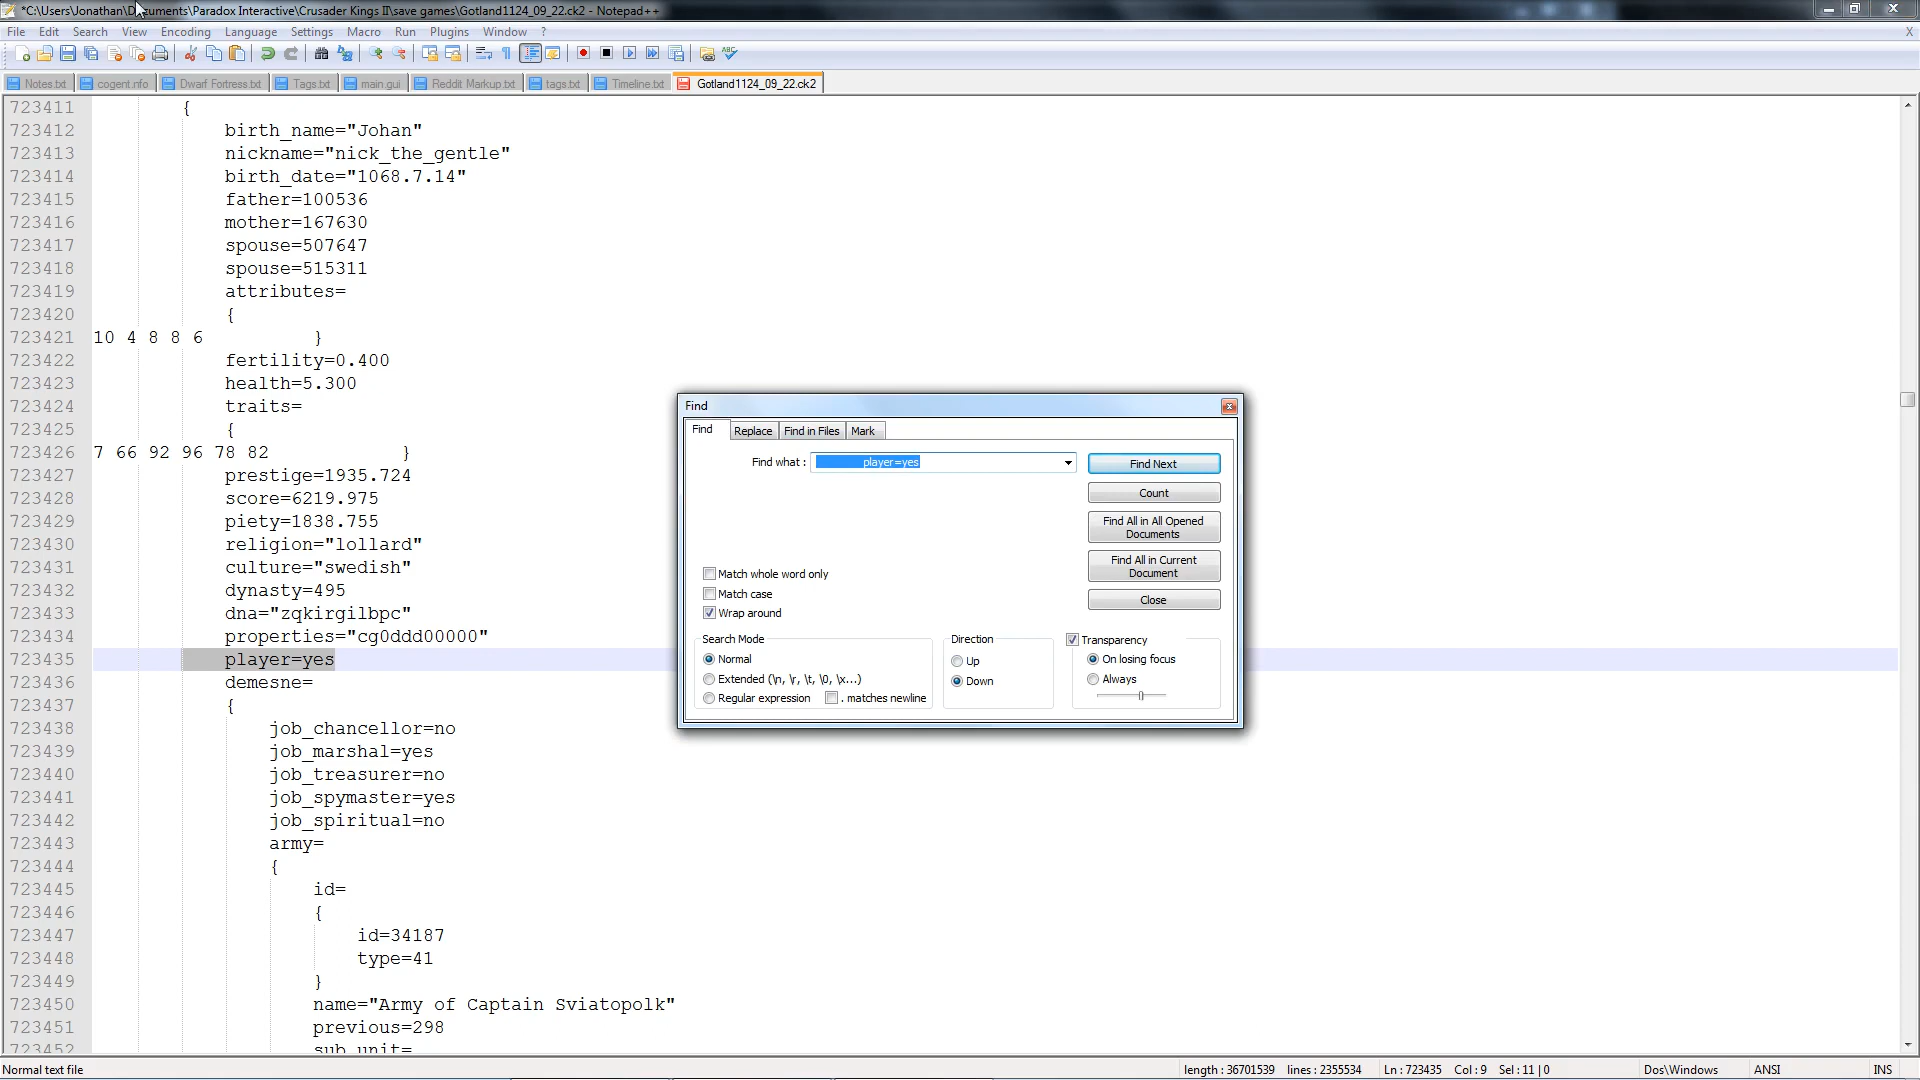 *C:\Users\Jonathan\Documents\Paradox Interactive\Crusader Kings II\save games\Gotland1124_09_22.ck2 - Notepad++
File Edit Search View Encoding Language Settings Macro Run Plugins Window ? X
Notes.txt cogent.nfo Dwarf Fortress.txt Tags.txt main.gui Reddit Markup.txt tags.txt Timeline.txt Gotland1124_09_22.ck2
723411 {
723412 birth_name="Johan"
723413 nickname="nick_the_gentle"
723414 birth_date="1068.7.14"
723415 father=100536
723416 mother=167630
723417 spouse=507647
723418 spouse=515311
723419 attributes=
723420 {
723421 10 4 8 8 6 }
723422 fertility=0.400
723423 health=5.300
723424 traits=
723425 {
723426 7 66 92 96 78 82 }
723427 prestige=1935.724
723428 score=6219.975
723429 piety=1838.755
723430 religion="lollard"
723431 culture="swedish"
723432 dynasty=495
723433 dna="zqkirgilbpc"
723434 properties="cg0ddd00000"
723435 player=yes
723436 demesne=
723437 {
723438 job_chancellor=no
723439 job_marshal=yes
723440 job_treasurer=no
723441 job_spymaster=yes
723442 job_spiritual=no
723443 army=
723444 {
723445 id=
723446 {
723447 id=34187
723448 type=41
723449 }
723450 name="Army of Captain Sviatopolk"
723451 previous=298
723452 sub_unit=
Find
Find Replace Find in Files Mark
Find what : player=yes
Find Next
Count
Find All in All Opened
Documents
Find All in Current
Document
Close
Match whole word only
Match case
Wrap around
Search Mode
Normal
Extended (\n, \r, \t, \0, \x...)
Regular expression . matches newline
Direction
Up
Down
Transparency
On losing focus
Always
Normal text file length : 36701539 lines : 2355534 Ln : 723435 Col : 9 Sel : 11 | 0 Dos\Windows ANSI INS